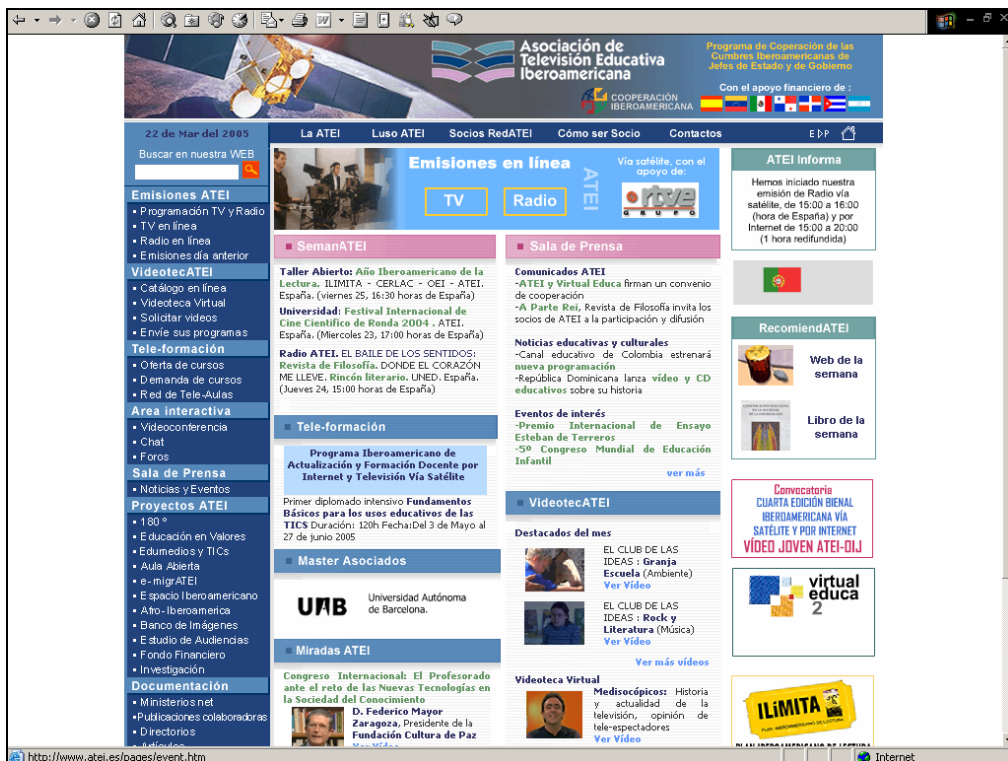 Asociación de
Televisión Educativa
Iberoamericana
COOPERACIÓN
IBEROAMERICANA
Programa de Coperación de las
Cumbres Iberoamericanas de
Jefes de Estado y de Gobierno
Con el apoyo financiero de :
22 de Mar del 2005
La ATEI
Luso ATEI
Socios RedATEI
Cómo ser Socio
Contactos
E D P
Buscar en nuestra WEB
Emisiones ATEI
Programación TV y Radio
TV en línea
Radio en línea
Emisiones día anterior
VideotecATEI
Catálogo en línea
Videoteca Virtual
Solicitar videos
Envíe sus programas
Tele-formación
Oferta de cursos
Demanda de cursos
Red de Tele-Aulas
Area interactiva
Videoconferencia
Chat
Foros
Sala de Prensa
Noticias y Eventos
Proyectos ATEI
180 º
Educación en Valores
Edumedios y TICs
Aula Abierta
e-migrATEI
Espacio Iberoamericano
Afro-Iberoamerica
Banco de Imágenes
Estudio de Audiencias
Fondo Financiero
Investigación
Documentación
Ministerios net
Publicaciones colaboradoras
Directorios
Artículos
Emisiones en línea
TV
Radio
ATEI
Vía satélite, con el
apoyo de:
rtve
GRUPO
SemanATEI
Taller Abierto: Año Iberoamericano de la
Lectura. ILIMITA - CERLAC - OEI - ATEI.
España. (viernes 25, 16:30 horas de España)
Universidad: Festival Internacional de
Cine Cientifico de Ronda 2004 . ATEI.
España. (Miercoles 23, 17:00 horas de España)
Radio ATEI. EL BAILE DE LOS SENTIDOS:
Revista de Filosofía. DONDE EL CORAZÓN
ME LLEVE. Rincón literario. UNED. España.
(Jueves 24, 15:00 horas de España)
Tele-formación
Programa Iberoamericano de
Actualización y Formación Docente por
Internet y Televisión Vía Satélite
Primer diplomado intensivo Fundamentos
Básicos para los usos educativos de las
TICS Duración: 120h Fecha:Del 3 de Mayo al
27 de junio 2005
Master Asociados
UAB
Universidad Autónoma
de Barcelona.
Miradas ATEI
Congreso Internacional: El Profesorado
ante el reto de las Nuevas Tecnologías en
la Sociedad del Conocimiento
D. Federico Mayor
Zaragoza, Presidente de la
Fundación Cultura de Paz
Ver Vídeo
Sala de Prensa
Comunicados ATEI
-ATEI y Virtual Educa firman un convenio
de cooperación
-A Parte Rei, Revista de Filosofía invita los
socios de ATEI a la participación y difusión
Noticias educativas y culturales
-Canal educativo de Colombia estrenará
nueva programación
-República Dominicana lanza vídeo y CD
educativos sobre su historia
Eventos de interés
-Premio Internacional de Ensayo
Esteban de Terreros
-5º Congreso Mundial de Educación
Infantil
ver más
VideotecATEI
Destacados del mes
EL CLUB DE LAS
IDEAS : Granja
Escuela (Ambiente)
Ver Vídeo
EL CLUB DE LAS
IDEAS : Rock y
Literatura (Música)
Ver Vídeo
Ver más vídeos
Videoteca Virtual
Medisocópicos: Historia
y actualidad de la
televisión, opinión de
tele-espectadores
Ver Vídeo
ATEI Informa
Hemos iniciado nuestra
emisión de Radio vía
satélite, de 15:00 a 16:00
(hora de España) y por
Internet de 15:00 a 20:00
(1 hora redifundida)
RecomiendATEI
Web de la
semana
Libro de la
semana
Convocatoria
CUARTA EDICIÓN BIENAL
IBEROAMERICANA VÍA
SATÉLITE Y POR INTERNET
VÍDEO JOVEN ATEI-OIJ
virtual
educa
2
ILíMITA
PLAN IBEROAMERICANO DE LECTURA
http://www.atei.es/pages/event.htm
Internet